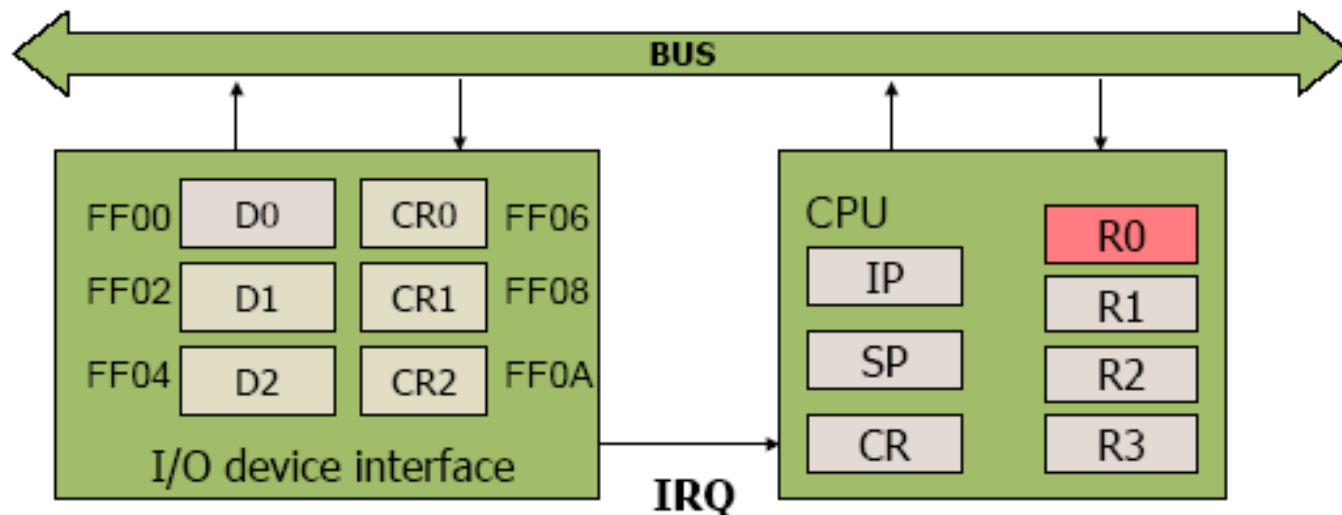 BUS
FF00 D0 CR0 FF06
FF02 D1 CR1 FF08
FF04 D2 CR2 FF0A
I/O device interface
IRQ
CPU
IP
SP
CR
R0
R1
R2
R3